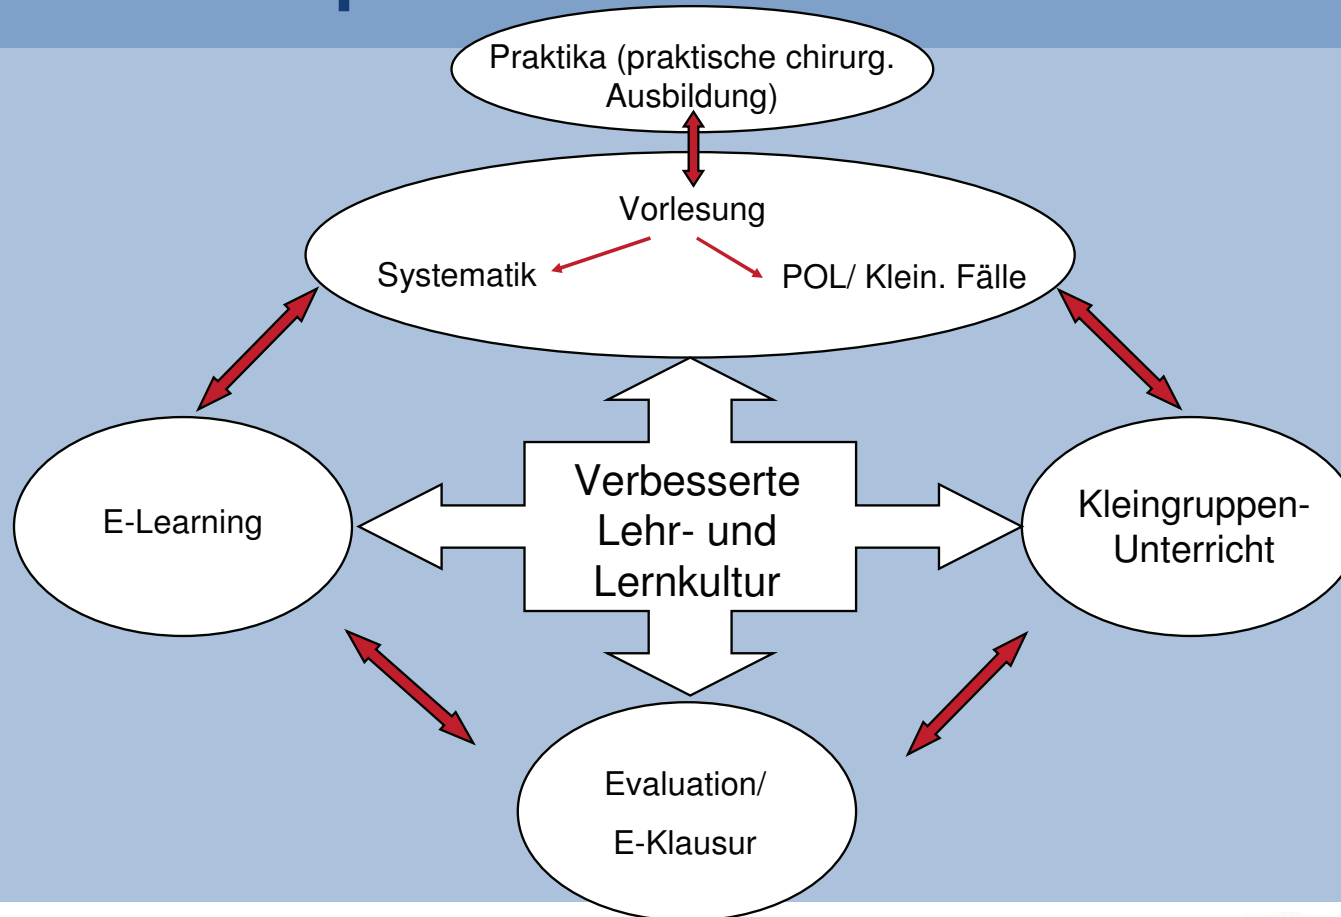 Praktika (praktische chirurg.
Ausbildung)
Vorlesung
Systematik
POL/ Klein. Fälle
E-Learning
Verbesserte
Lehr- und
Lernkultur
Kleingruppen-
Unterricht
Evaluation/
E-Klausur